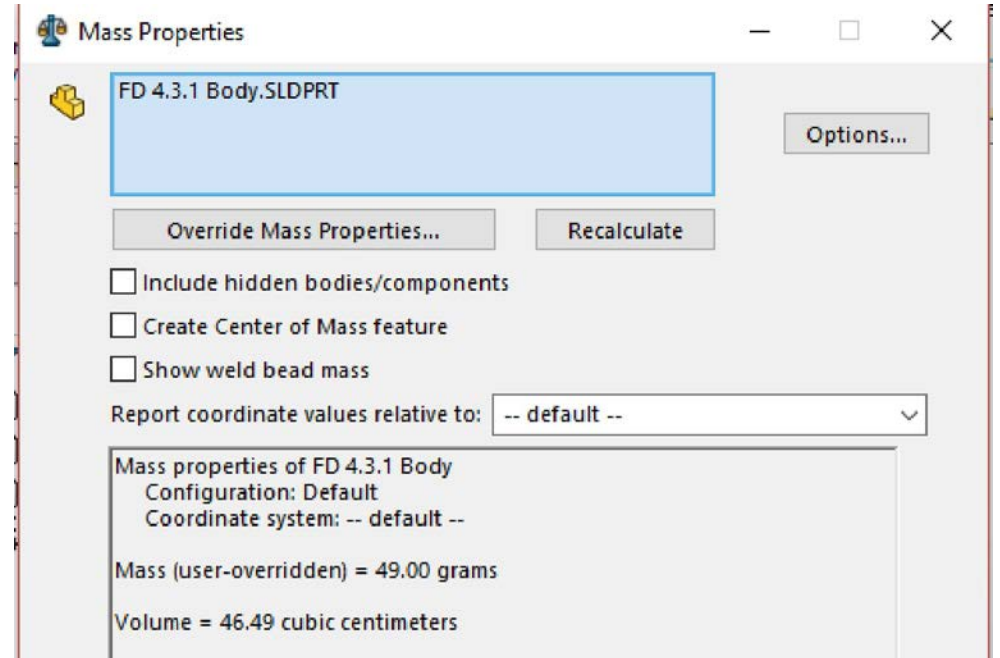 Mass Properties
FD 4.3.1 Body.SLDPRT
Options...
Override Mass Properties...
Recalculate
Include hidden bodies/components
Create Center of Mass feature
Show weld bead mass
Report coordinate values relative to:
-- default --
Mass properties of FD 4.3.1 Body
Configuration: Default
Coordinate system: -- default --
Mass (user-overridden) = 49.00 grams
Volume = 46.49 cubic centimeters